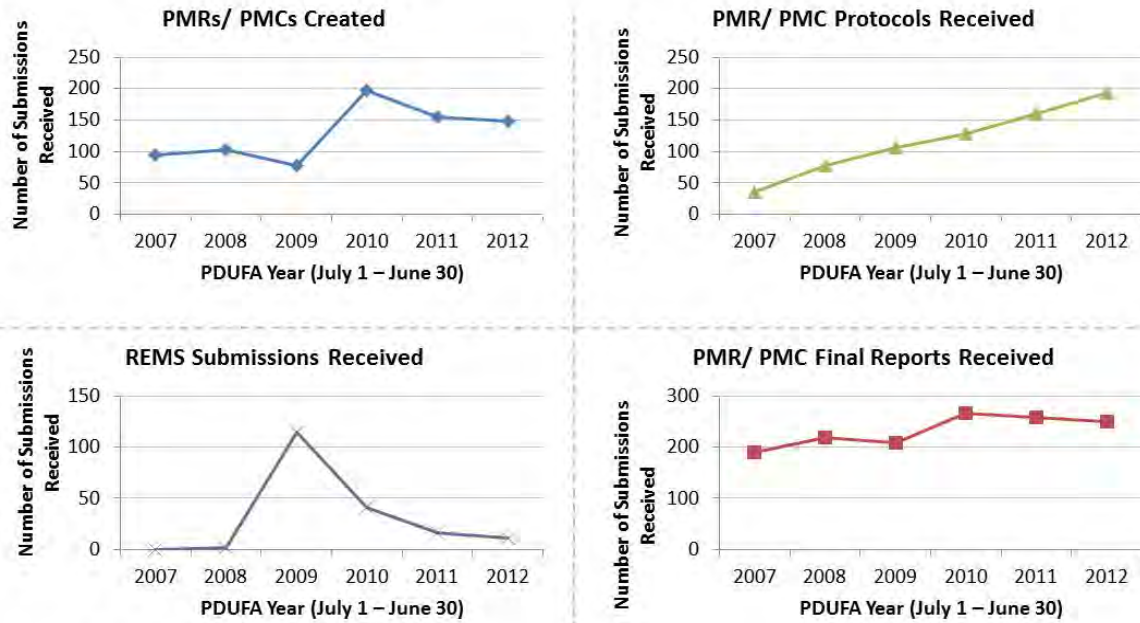 PMRs/ PMCs Created
Number of Submissions
Received
250
200
150
100
50
0
2007 2008 2009 2010 2011 2012
PDUFA Year (July 1 – June 30)
PMR/ PMC Protocols Received
Number of Submissions
Received
250
200
150
100
50
0
2007 2008 2009 2010 2011 2012
PDUFA Year (July 1 – June 30)
REMS Submissions Received
Number of Submissions
Received
150
100
50
0
2007 2008 2009 2010 2011 2012
PDUFA Year (July 1 – June 30)
PMR/ PMC Final Reports Received
Number of Submissions
Received
300
200
100
0
2007 2008 2009 2010 2011 2012
PDUFA Year (July 1 – June 30)